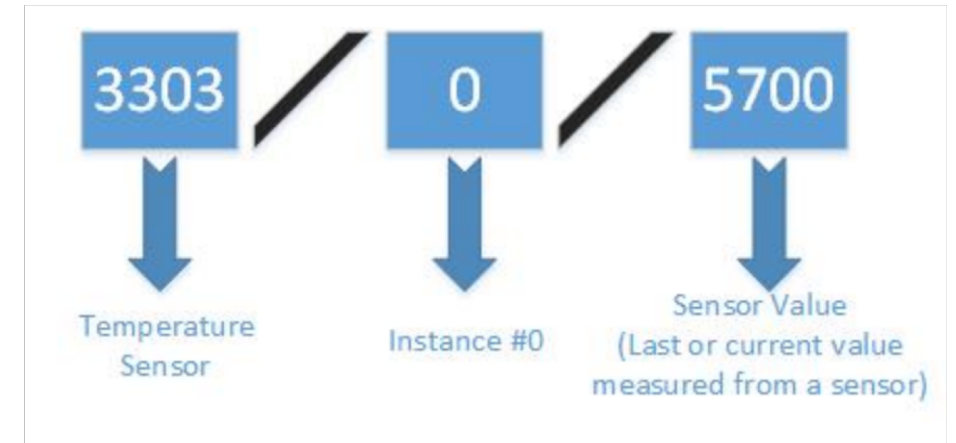 3303 / 0 / 5700
Temperature
Sensor
Instance #0
Sensor Value
(Last or current value
measured from a sensor)